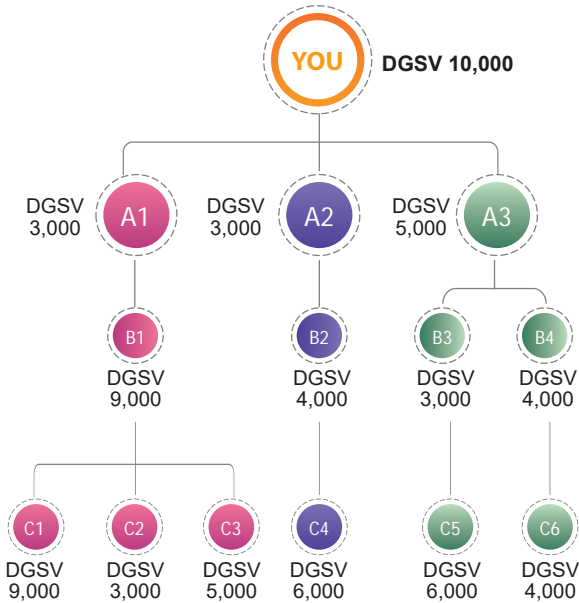 YOU
DGSV 10,000
DGSV
3,000
A1
DGSV
3,000
A2
DGSV
5,000
A3
B1
DGSV
9,000
B2
DGSV
4,000
B3
DGSV
3,000
B4
DGSV
4,000
C1
DGSV
9,000
C2
DGSV
3,000
C3
DGSV
5,000
C4
DGSV
6,000
C5
DGSV
6,000
C6
DGSV
4,000